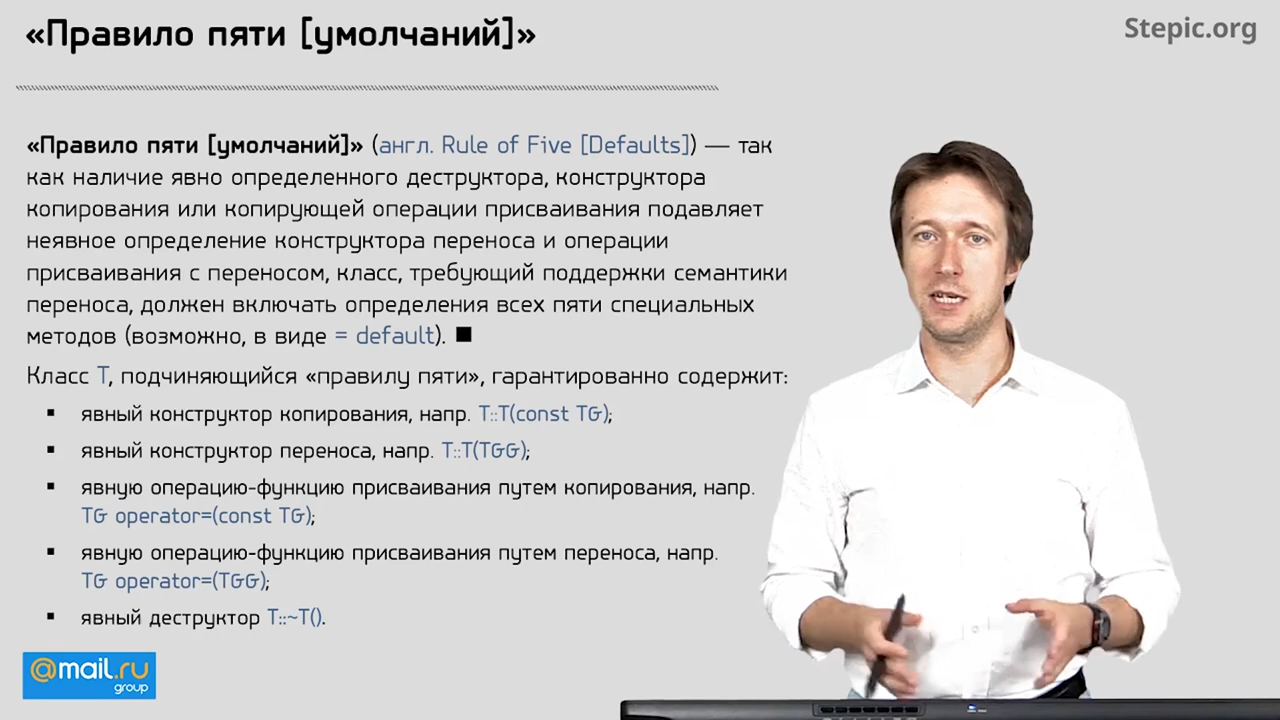 «Правило пяти [умолчаний]»
Stepic.org
«Правило пяти [умолчаний]» (англ. Rule of Five [Defaults]) — так
как наличие явно определенного деструктора, конструктора
копирования или копирующей операции присваивания подавляет
неявное определение конструктора переноса и операции
присваивания с переносом, класс, требующий поддержки семантики
переноса, должен включать определения всех пяти специальных
методов (возможно, в виде = default). ■
Класс T, подчиняющийся «правилу пяти», гарантированно содержит:
▪ явный конструктор копирования, напр. T::T(const T&);
▪ явный конструктор переноса, напр. T::T(T&&);
▪ явную операцию-функцию присваивания путем копирования, напр.
T& operator=(const T&);
▪ явную операцию-функцию присваивания путем переноса, напр.
T& operator=(T&&);
▪ явный деструктор T::~T().
@mail.ru
group